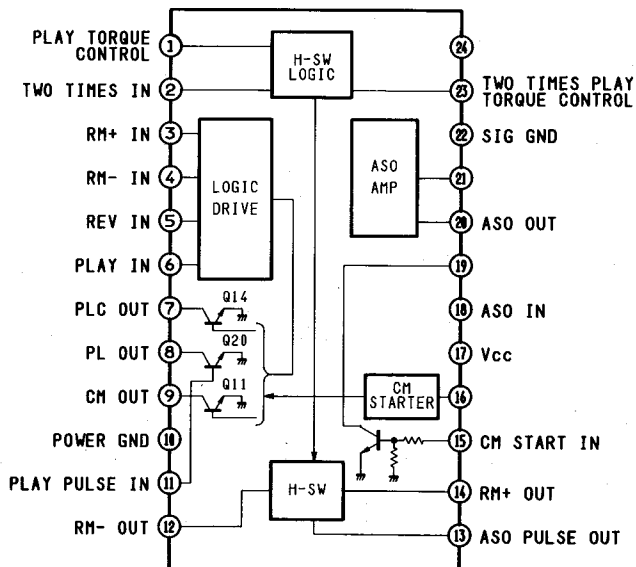 PLAY TORQUE
CONTROL
1
TWO TIMES IN
2
RM+ IN
3
RM- IN
4
REV IN
5
PLAY IN
6
PLC OUT
7
PL OUT
8
CM OUT
9
POWER GND
10
PLAY PULSE IN
11
RM- OUT
12
H-SW
LOGIC
LOGIC
DRIVE
ASO
AMP
Q14
Q20
Q11
CM
STARTER
H-SW
24
23
TWO TIMES PLAY
TORQUE CONTROL
22
SIG GND
21
20
ASO OUT
19
18
ASO IN
17
Vcc
16
15
CM START IN
14
RM+ OUT
13
ASO PULSE OUT